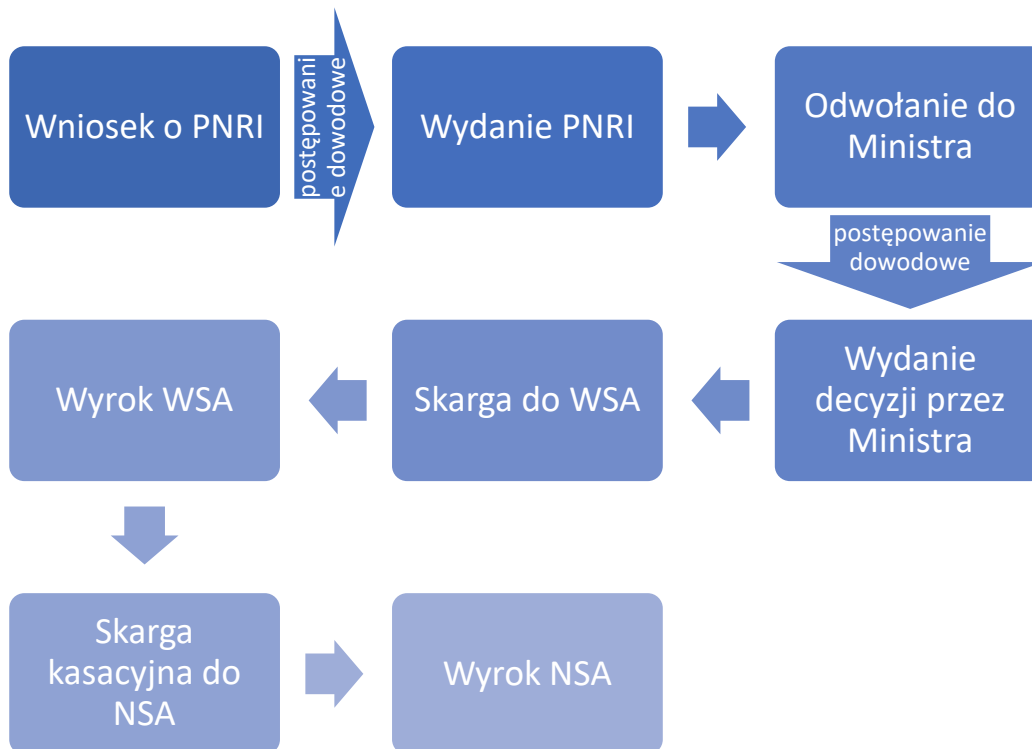 Wniosek o PNRI
postępowani
e dowodowe
Wydanie PNRI
Odwołanie do
Ministra
postępowanie
dowodowe
Wydanie
decyzji przez
Ministra
Skarga do WSA
Wyrok WSA
Skarga
kasacyjna do
NSA
Wyrok NSA